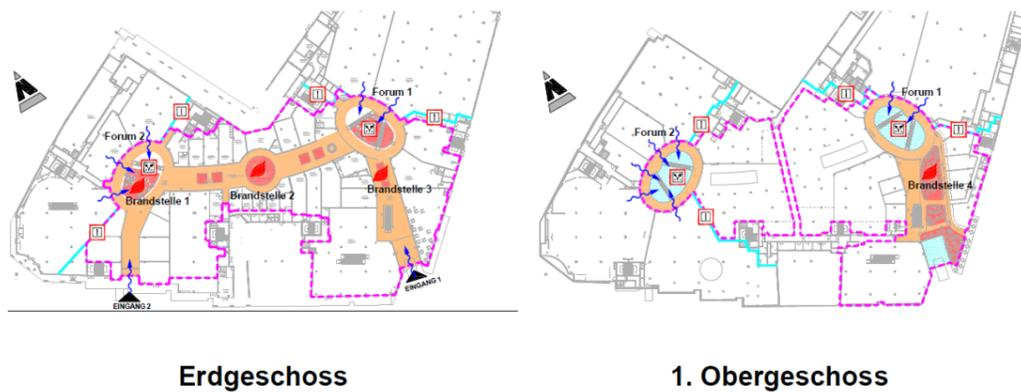 Forum 1
Forum 2
Brandstelle 1
Brandstelle 2
Brandstelle 3
EINGANG 1
EINGANG 2
Erdgeschoss
Forum 1
Forum 2
Brandstelle 4
1. Obergeschoss